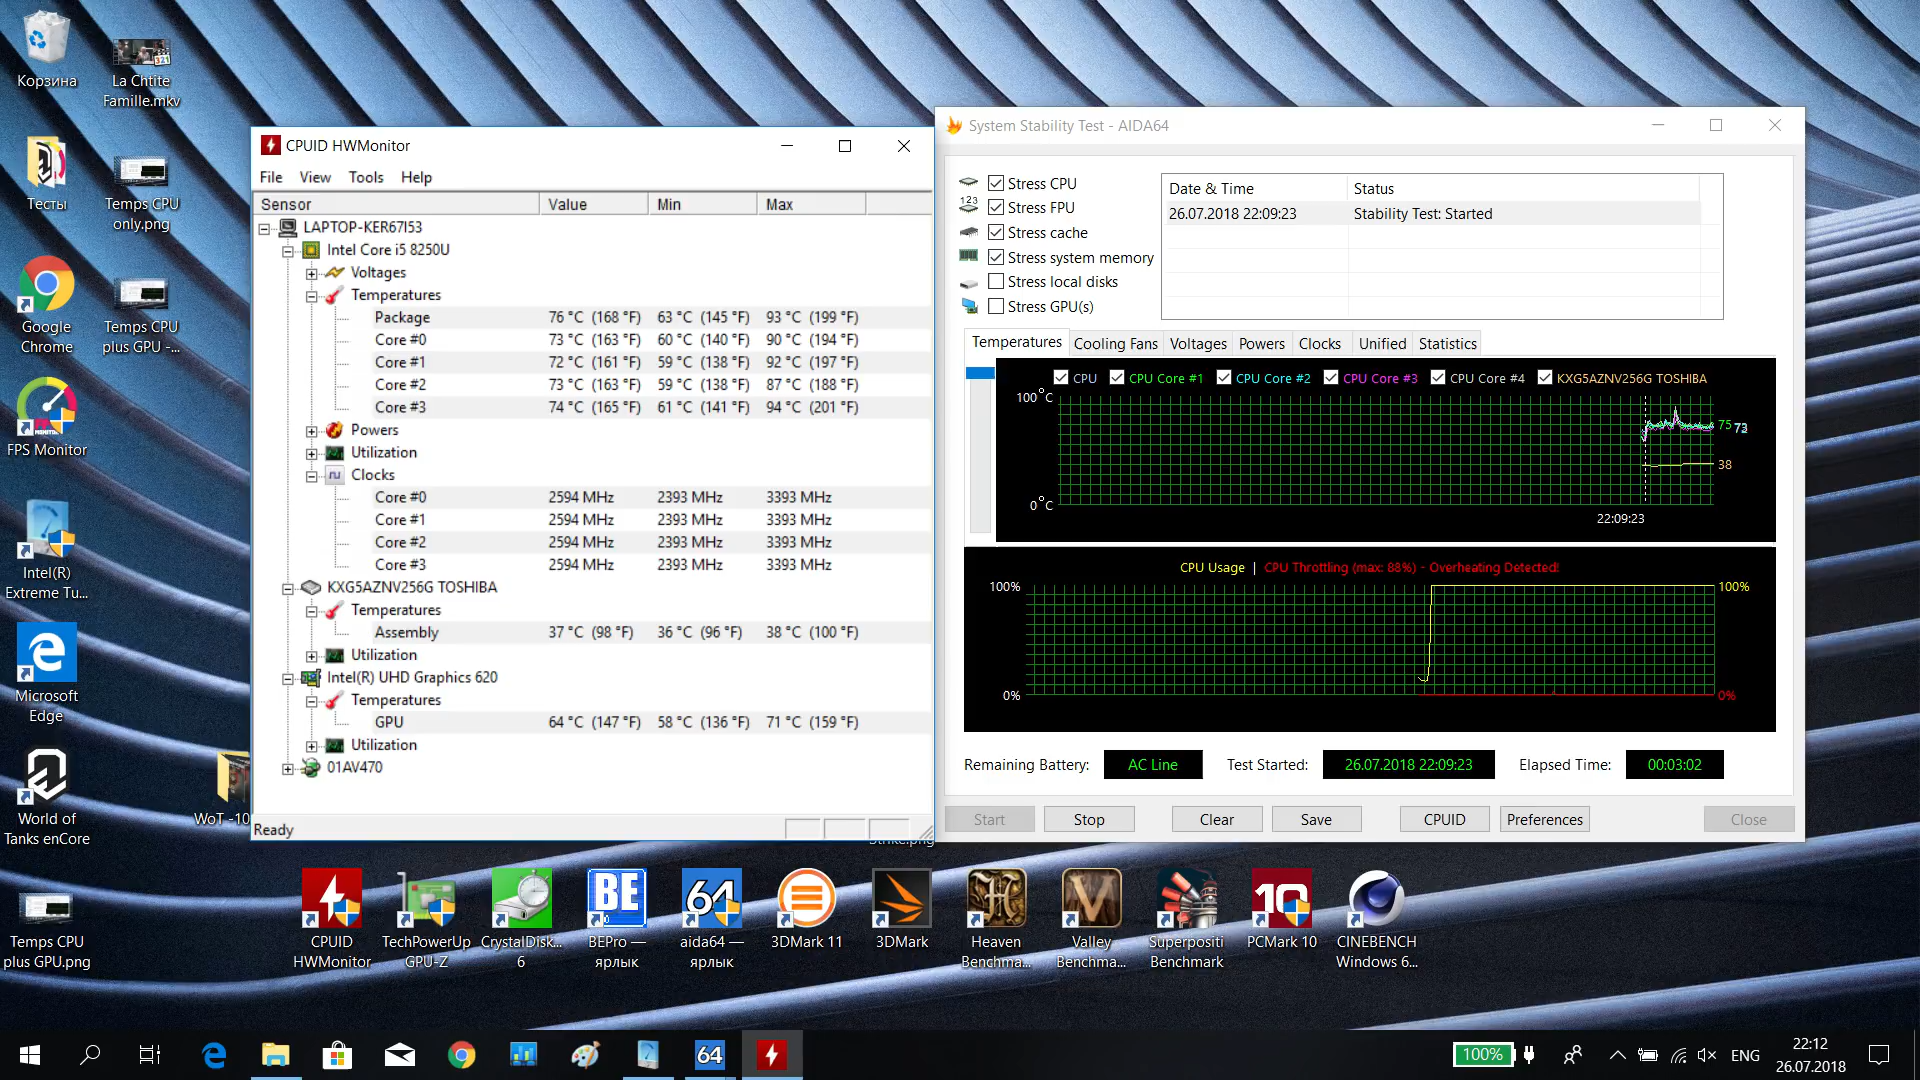 Корзина
La Chtite
Famille.mkv
Тесты
Temps CPU
only.png
Google
Chrome
Temps CPU
plus GPU -...
FPS Monitor
Intel(R)
Extreme Tu...
Microsoft
Edge
World of
Tanks enCore
WoT -10
Temps CPU
plus GPU.png
CPUID HWMonitor
File View Tools Help
Sensor Value Min Max
LAPTOP-KER67I53
Intel Core i5 8250U
Voltages
Temperatures
Package 76 °C (168 °F) 63 °C (145 °F) 93 °C (199 °F)
Core #0 73 °C (163 °F) 60 °C (140 °F) 90 °C (194 °F)
Core #1 72 °C (161 °F) 59 °C (138 °F) 92 °C (197 °F)
Core #2 73 °C (163 °F) 59 °C (138 °F) 87 °C (188 °F)
Core #3 74 °C (165 °F) 61 °C (141 °F) 94 °C (201 °F)
Powers
Utilization
Clocks
Core #0 2594 MHz 2393 MHz 3393 MHz
Core #1 2594 MHz 2393 MHz 3393 MHz
Core #2 2594 MHz 2393 MHz 3393 MHz
Core #3 2594 MHz 2393 MHz 3393 MHz
KXG5AZNV256G TOSHIBA
Temperatures
Assembly 37 °C (98 °F) 36 °C (96 °F) 38 °C (100 °F)
Utilization
Intel(R) UHD Graphics 620
Temperatures
GPU 64 °C (147 °F) 58 °C (136 °F) 71 °C (159 °F)
Utilization
01AV470
Ready
Strike.png
System Stability Test - AIDA64
Stress CPU
123
Stress FPU
Stress cache
Stress system memory
Stress local disks
Stress GPU(s)
Date & Time Status
26.07.2018 22:09:23 Stability Test: Started
Temperatures Cooling Fans Voltages Powers Clocks Unified Statistics
CPU CPU Core #1 CPU Core #2 CPU Core #3 CPU Core #4 KXG5AZNV256G TOSHIBA
100°C
75 73
38
0°C
22:09:23
CPU Usage | CPU Throttling (max: 88%) - Overheating Detected!
100% 100%
0% 0%
Remaining Battery: AC Line Test Started: 26.07.2018 22:09:23 Elapsed Time: 00:03:02
Start Stop Clear Save CPUID Preferences Close
BE
64
10
CPUID
HWMonitor
TechPowerUp
GPU-Z
CrystalDisk...
6
BEPro —
ярлык
aida64 —
ярлык
3DMark 11
3DMark
Heaven
Benchma...
Valley
Benchma...
Superpositi
Benchmark
PCMark 10
CINEBENCH
Windows 6...
64
100%
ENG
22:12
26.07.2018